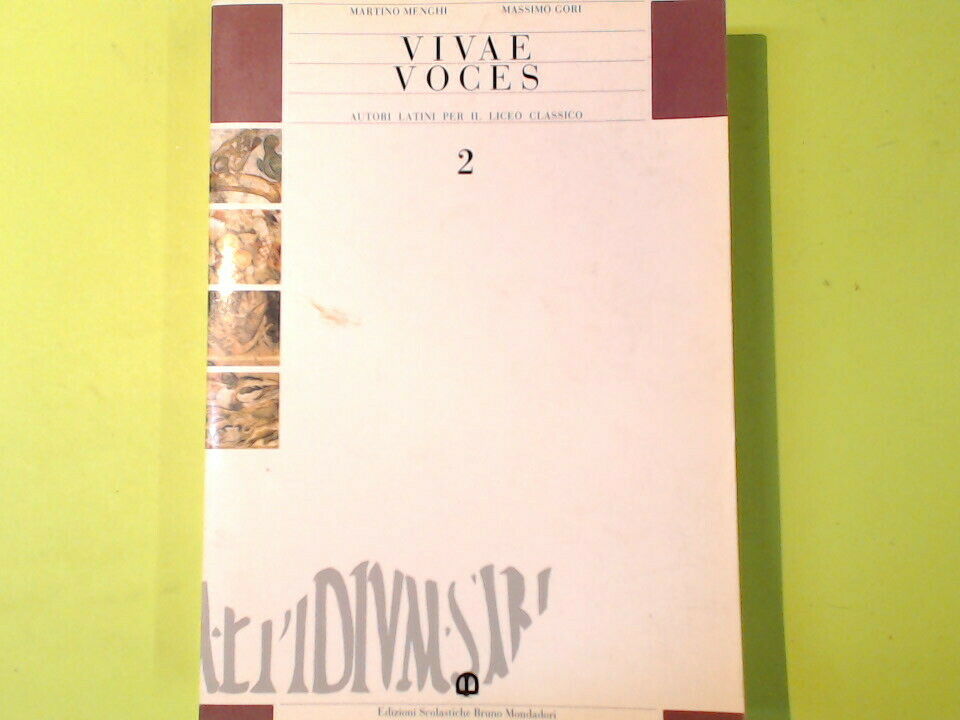 MARTINO MENGHI MASSIMO GORI
VIVAE
VOCES
AUTORI LATINI PER IL LICEO CLASSICO
2
Edizioni Scolastiche Bruno Mondadori